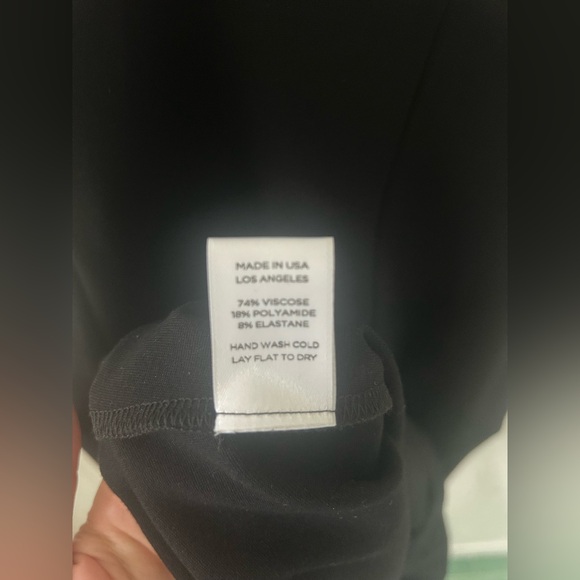 MADE IN USA
LOS ANGELES
74% VISCOSE
18% POLYAMIDE
8% ELASTANE
HAND WASH COLD
LAY FLAT TO DRY